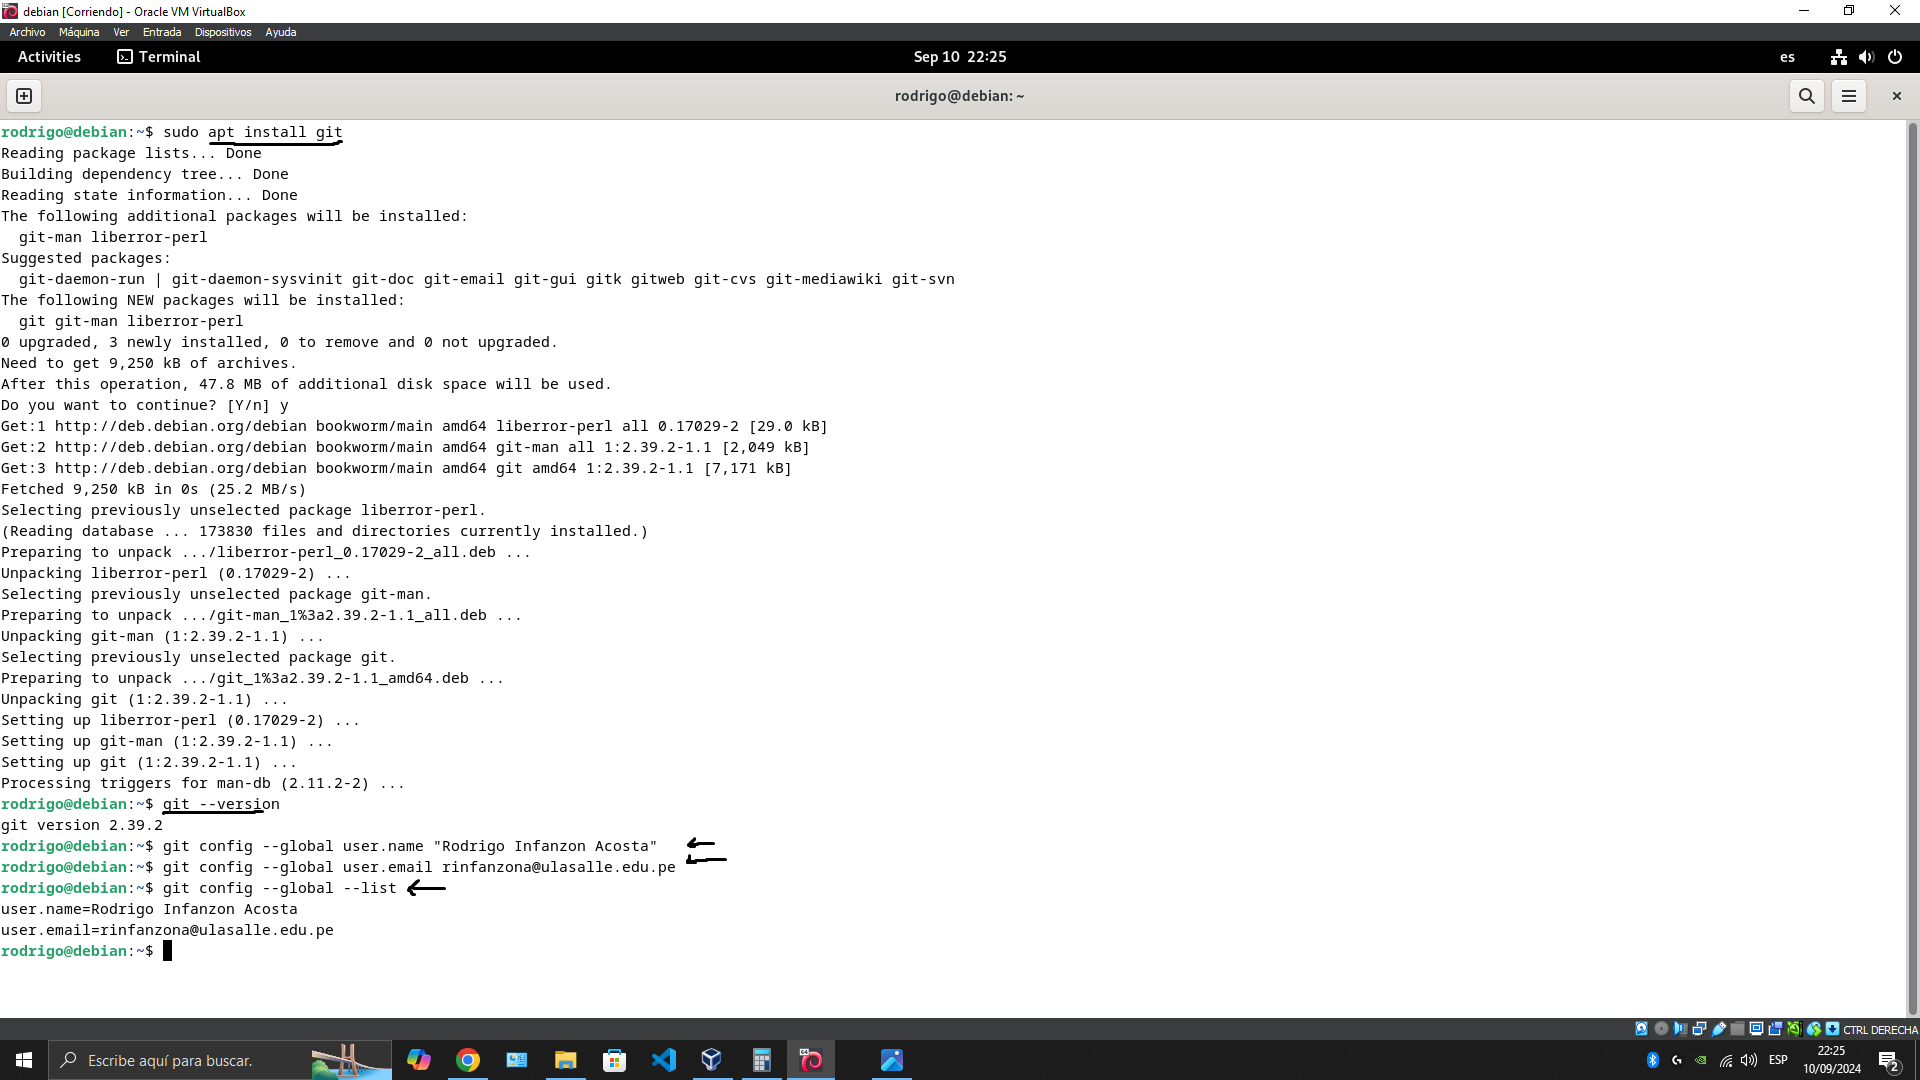 debian [Corriendo] - Oracle VM VirtualBox
Archivo Máquina Ver Entrada Dispositivos Ayuda
Activities Terminal Sep 10 22:25 es
rodrigo@debian: ~
rodrigo@debian:~$ sudo apt install git
Reading package lists... Done
Building dependency tree... Done
Reading state information... Done
The following additional packages will be installed:
  git-man liberror-perl
Suggested packages:
  git-daemon-run | git-daemon-sysvinit git-doc git-email git-gui gitk gitweb git-cvs git-mediawiki git-svn
The following NEW packages will be installed:
  git git-man liberror-perl
0 upgraded, 3 newly installed, 0 to remove and 0 not upgraded.
Need to get 9,250 kB of archives.
After this operation, 47.8 MB of additional disk space will be used.
Do you want to continue? [Y/n] y
Get:1 http://deb.debian.org/debian bookworm/main amd64 liberror-perl all 0.17029-2 [29.0 kB]
Get:2 http://deb.debian.org/debian bookworm/main amd64 git-man all 1:2.39.2-1.1 [2,049 kB]
Get:3 http://deb.debian.org/debian bookworm/main amd64 git amd64 1:2.39.2-1.1 [7,171 kB]
Fetched 9,250 kB in 0s (25.2 MB/s)
Selecting previously unselected package liberror-perl.
(Reading database ... 173830 files and directories currently installed.)
Preparing to unpack .../liberror-perl_0.17029-2_all.deb ...
Unpacking liberror-perl (0.17029-2) ...
Selecting previously unselected package git-man.
Preparing to unpack .../git-man_1%3a2.39.2-1.1_all.deb ...
Unpacking git-man (1:2.39.2-1.1) ...
Selecting previously unselected package git.
Preparing to unpack .../git_1%3a2.39.2-1.1_amd64.deb ...
Unpacking git (1:2.39.2-1.1) ...
Setting up liberror-perl (0.17029-2) ...
Setting up git-man (1:2.39.2-1.1) ...
Setting up git (1:2.39.2-1.1) ...
Processing triggers for man-db (2.11.2-2) ...
rodrigo@debian:~$ git --version
git version 2.39.2
rodrigo@debian:~$ git config --global user.name "Rodrigo Infanzon Acosta"
rodrigo@debian:~$ git config --global user.email rinfanzona@ulasalle.edu.pe
rodrigo@debian:~$ git config --global --list
user.name=Rodrigo Infanzon Acosta
user.email=rinfanzona@ulasalle.edu.pe
rodrigo@debian:~$
CTRL DERECHA
Escribe aquí para buscar.
ESP
22:25
10/09/2024
2